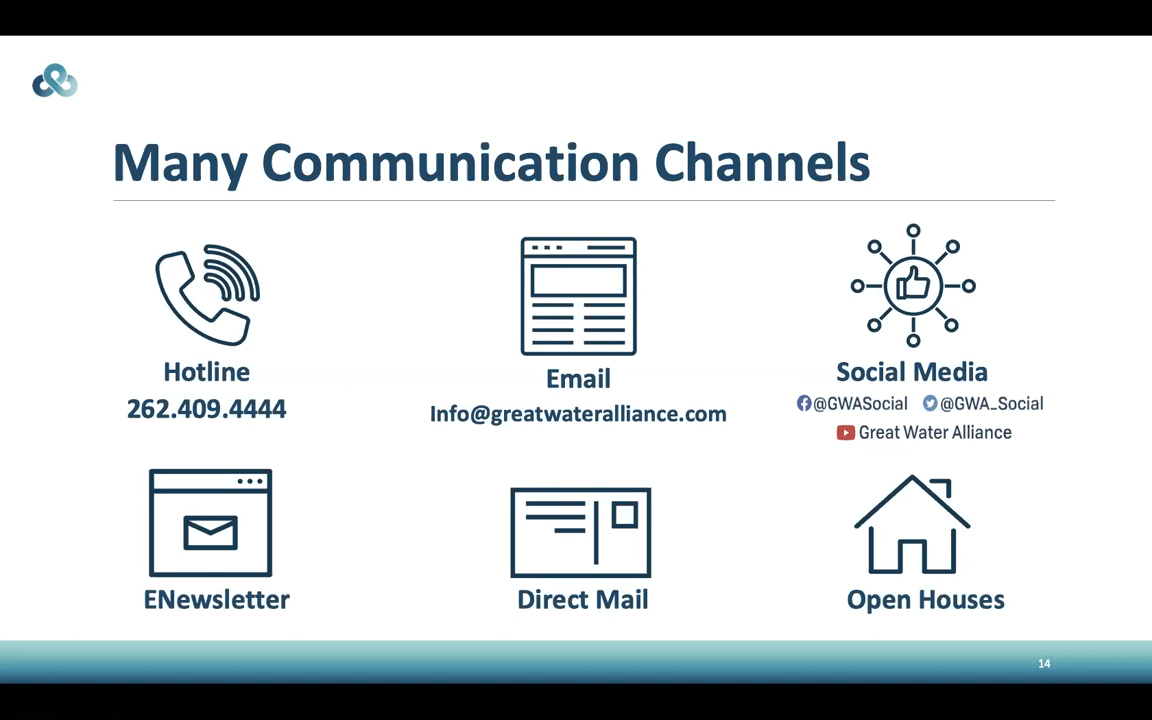 Many Communication Channels
Hotline
262.409.4444
Email
Info@greatwateralliance.com
Social Media
@GWASocial @GWA_Social
Great Water Alliance
ENewsletter
Direct Mail
Open Houses
14